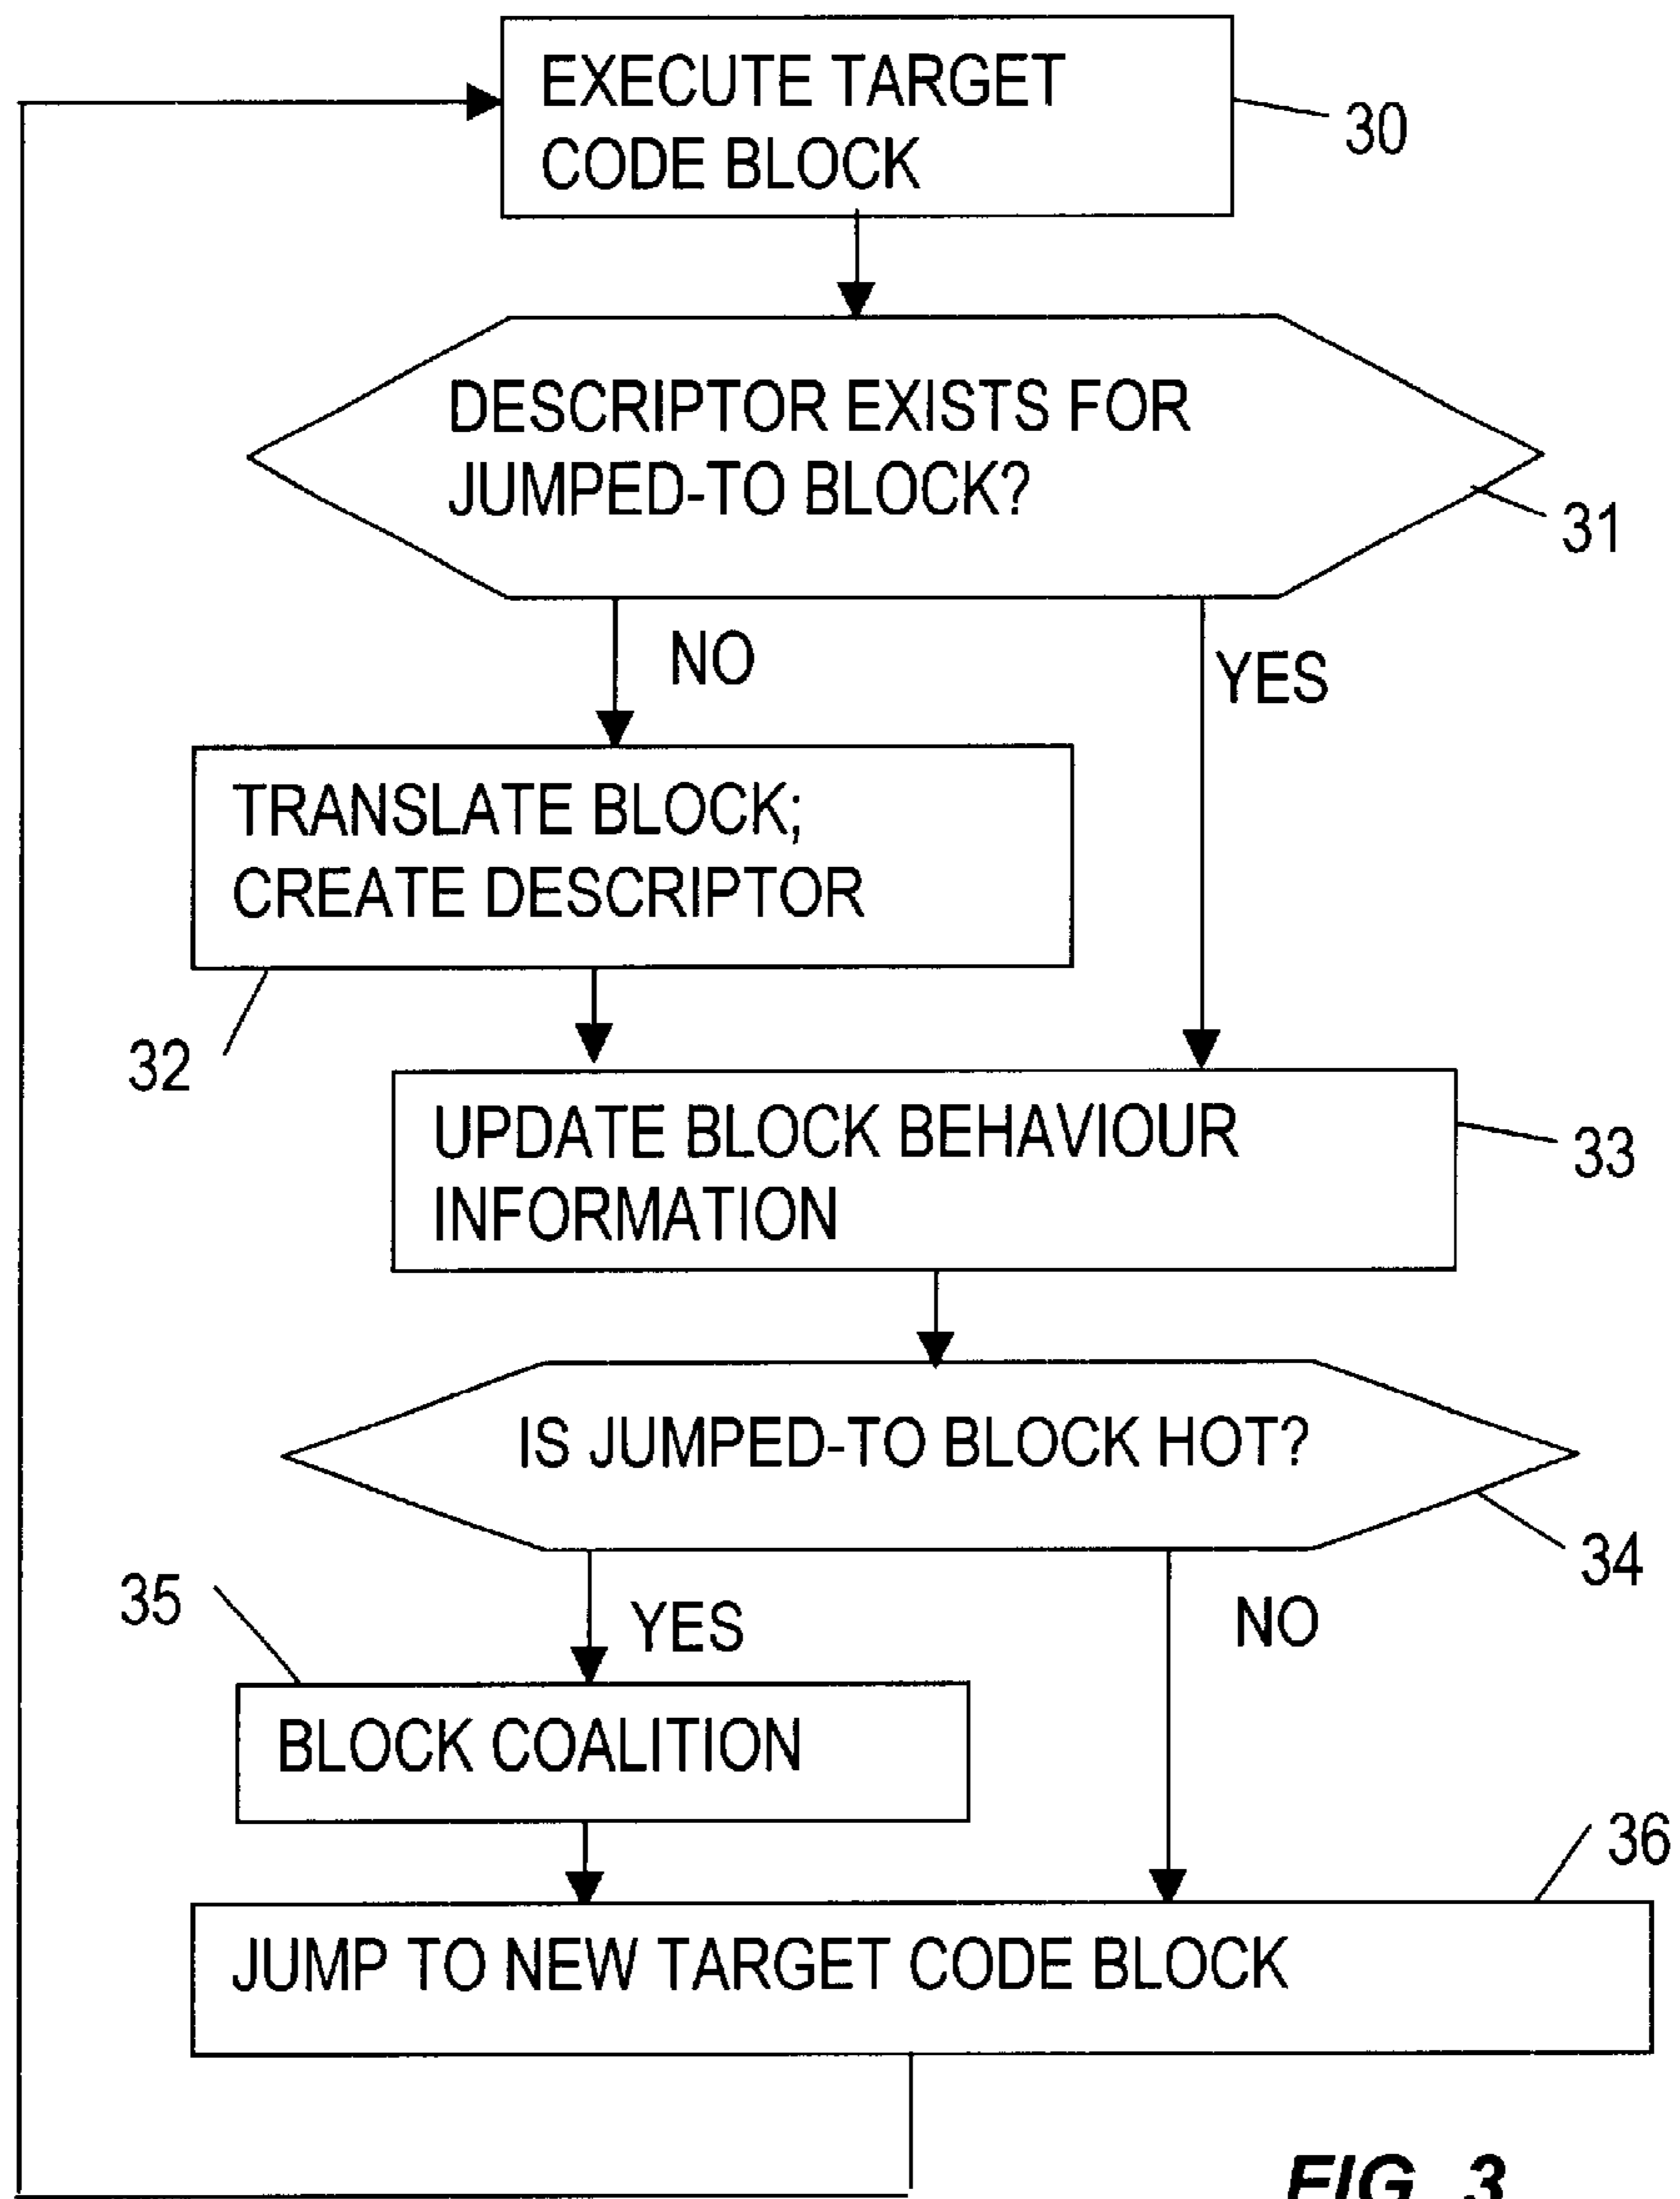 EXECUTE TARGET
CODE BLOCK
30
DESCRIPTOR EXISTS FOR
JUMPED-TO BLOCK?
31
NO
YES
TRANSLATE BLOCK;
CREATE DESCRIPTOR
32
UPDATE BLOCK BEHAVIOUR
INFORMATION
33
IS JUMPED-TO BLOCK HOT?
34
35
YES
NO
BLOCK COALITION
36
JUMP TO NEW TARGET CODE BLOCK
FIG. 3